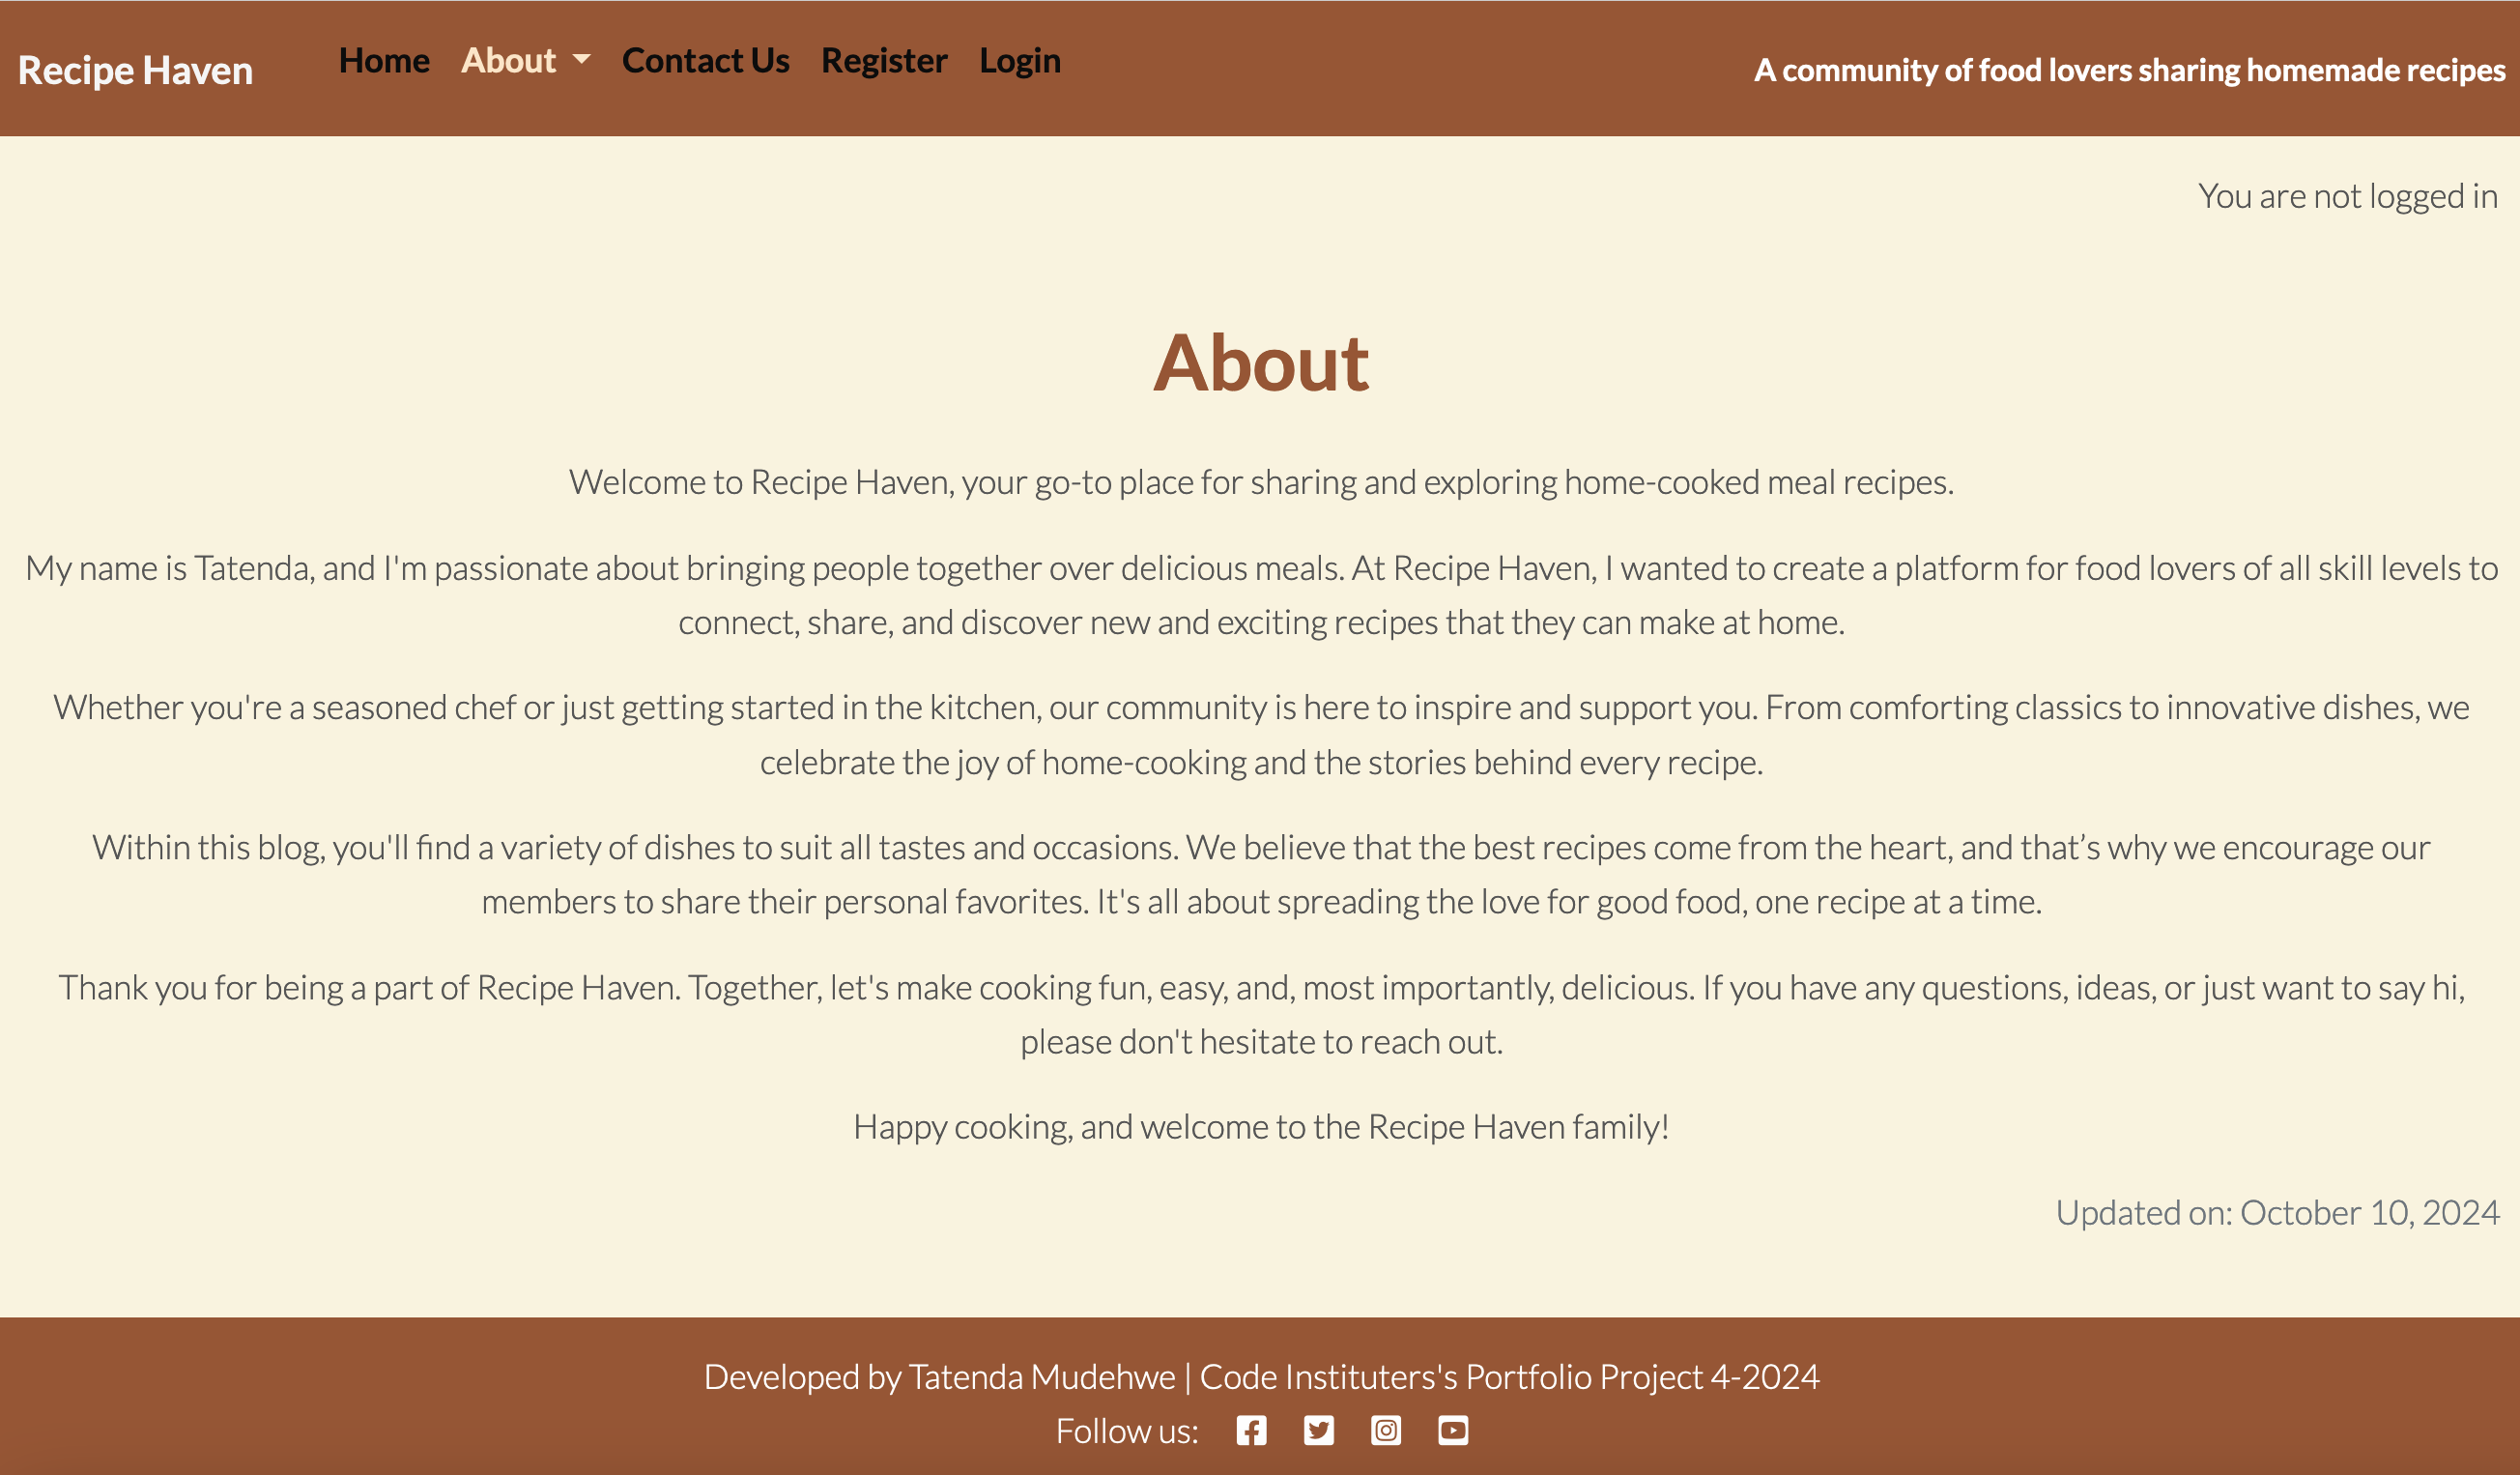 Recipe Haven
Home About Contact Us Register Login
A community of food lovers sharing homemade recipes
You are not logged in
About
Welcome to Recipe Haven, your go-to place for sharing and exploring home-cooked meal recipes.
My name is Tatenda, and I'm passionate about bringing people together over delicious meals. At Recipe Haven, I wanted to create a platform for food lovers of all skill levels to
connect, share, and discover new and exciting recipes that they can make at home.
Whether you're a seasoned chef or just getting started in the kitchen, our community is here to inspire and support you. From comforting classics to innovative dishes, we
celebrate the joy of home-cooking and the stories behind every recipe.
Within this blog, you'll find a variety of dishes to suit all tastes and occasions. We believe that the best recipes come from the heart, and that’s why we encourage our
members to share their personal favorites. It's all about spreading the love for good food, one recipe at a time.
Thank you for being a part of Recipe Haven. Together, let's make cooking fun, easy, and, most importantly, delicious. If you have any questions, ideas, or just want to say hi,
please don't hesitate to reach out.
Happy cooking, and welcome to the Recipe Haven family!
Updated on: October 10, 2024
Developed by Tatenda Mudehwe | Code Instituters's Portfolio Project 4-2024
Follow us: